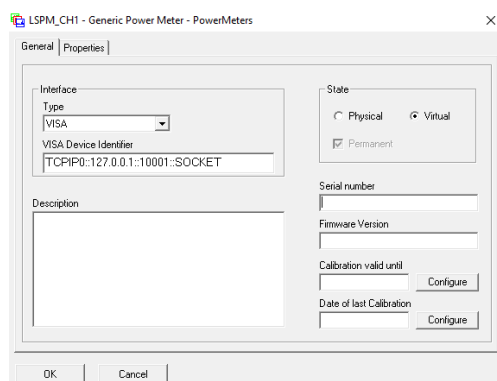 LSPM_CH1 - Generic Power Meter - PowerMeters
General
Properties
Interface
Type
VISA
VISA Device Identifier
TCPIP0::127.0.0.1::10001::SOCKET
State
Physical
Virtual
Permanent
Serial number
Description
Firmware Version
Calibration valid until
Configure
Date of last Calibration
Configure
OK
Cancel